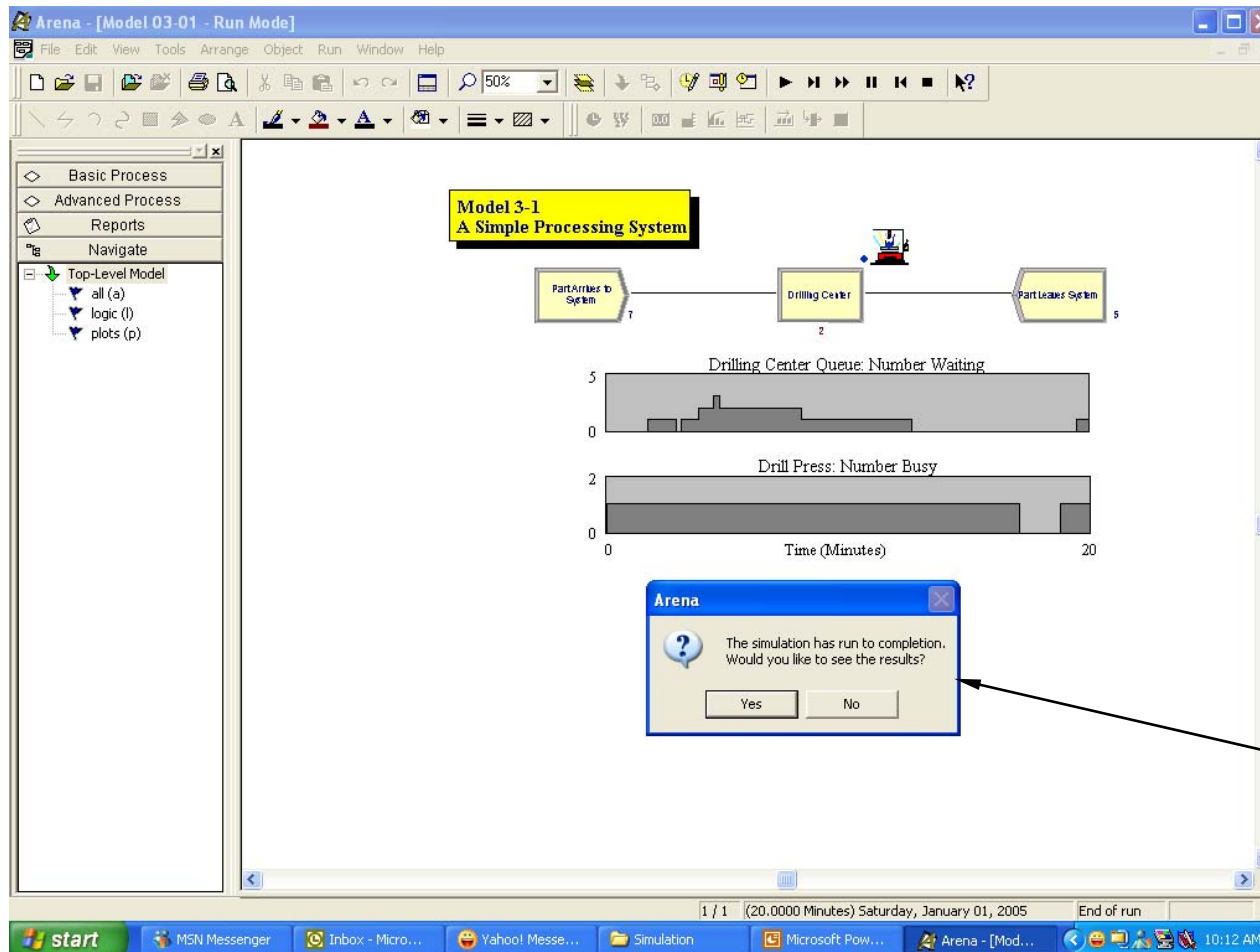 Arena - [Model 03-01 - Run Mode]
File Edit View Tools Arrange Object Run Window Help
50%
Basic Process
Advanced Process
Reports
Navigate
Top-Level Model
all (a)
logic (l)
plots (p)
Model 3-1
A Simple Processing System
Part Arrives to
System
7
Drilling Center
2
Part Leaves System
5
Drilling Center Queue: Number Waiting
5
0
Drill Press: Number Busy
2
0
0 Time (Minutes) 20
Arena
The simulation has run to completion.
Would you like to see the results?
Yes No
1 / 1 (20.0000 Minutes) Saturday, January 01, 2005 End of run
start MSN Messenger Inbox - Micro... Yahoo! Messe... Simulation Microsoft Pow... Arena - [Mod... 10:12 AM